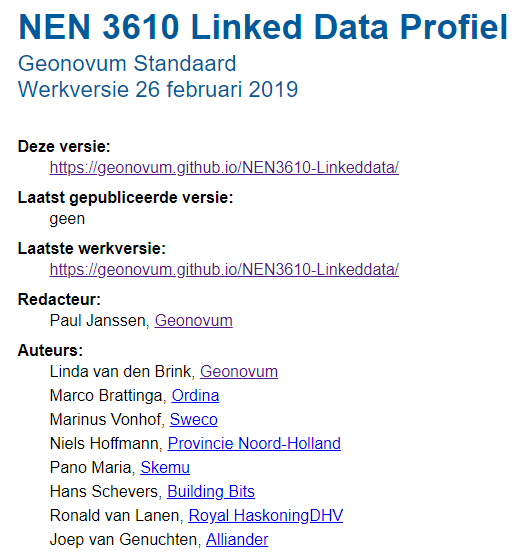 NEN 3610 Linked Data Profiel
Geonovum Standaard
Werkversie 26 februari 2019
Deze versie:
https://geonovum.github.io/NEN3610-Linkeddata/
Laatst gepubliceerde versie:
geen
Laatste werkversie:
https://geonovum.github.io/NEN3610-Linkeddata/
Redacteur:
Paul Janssen, Geonovum
Auteurs:
Linda van den Brink, Geonovum
Marco Brattinga, Ordina
Marinus Vonhof, Sweco
Niels Hoffmann, Provincie Noord-Holland
Pano Maria, Skemu
Hans Schevers, Building Bits
Ronald van Lanen, Royal HaskoningDHV
Joep van Genuchten, Alliander